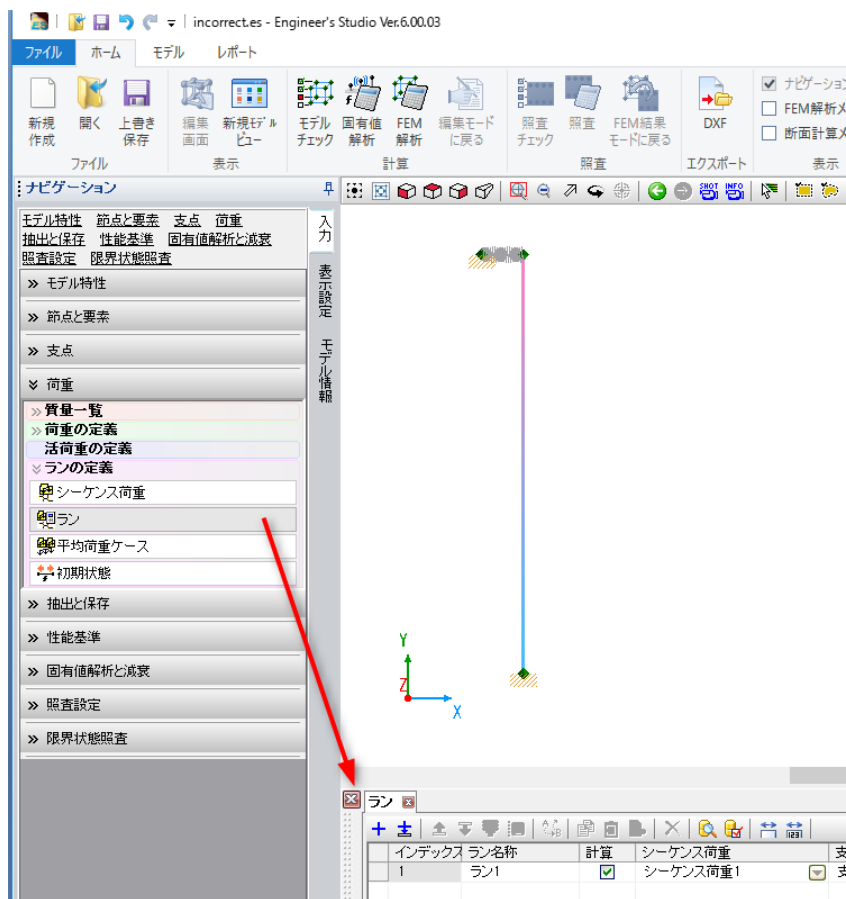 incorrect.es - Engineer's Studio Ver.6.00.03
ファイル ホーム モデル レポート
新規作成 開く 上書き保存 編集画面 新規モデルビュー モデルチェック 固有値解析 FEM解析 編集モードに戻る 照査チェック 照査 FEM結果モードに戻る DXF
ナビゲーション
FEM解析メ
断面計算メ
ファイル 表示 計算 照査 エクスポート 表示
ナビゲーション
モデル特性 節点と要素 支点 荷重
抽出と保存 性能基準 固有値解析と減衰
照査設定 限界状態照査
モデル特性
節点と要素
支点
荷重
質量一覧
荷重の定義
活荷重の定義
ランの定義
シーケンス荷重
ラン
平均荷重ケース
初期状態
抽出と保存
性能基準
固有値解析と減衰
照査設定
限界状態照査
入力
表示設定
モデル情報
SHOT INFO
Y
Z
X
ラン
インデックス ラン名称 計算 シーケンス荷重 支
1 ラン1 シーケンス荷重1 支